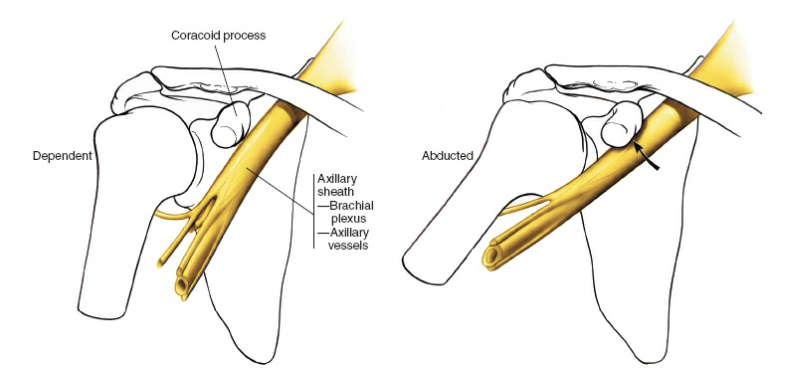 Coracoid process
Dependent
Axillary
sheath
—Brachial
plexus
—Axillary
vessels
Abducted